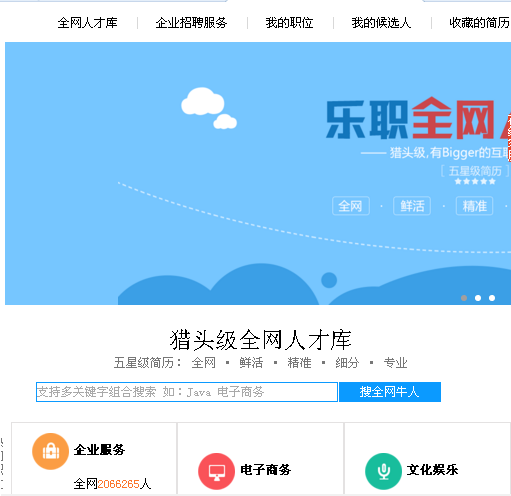 全网人才库 企业招聘服务 我的职位 我的候选人 收藏的简历
乐职全网
—— 猎头级,有Bigger的互
五星级简历
★★★★★
全网 · 鲜活 · 精准
猎头级全网人才库
五星级简历: 全网 • 鲜活 • 精准 • 细分 • 专业
支持多关键字组合搜索 如:Java 电子商务 搜全网牛人
企业服务
全网2066265人
电子商务
文化娱乐